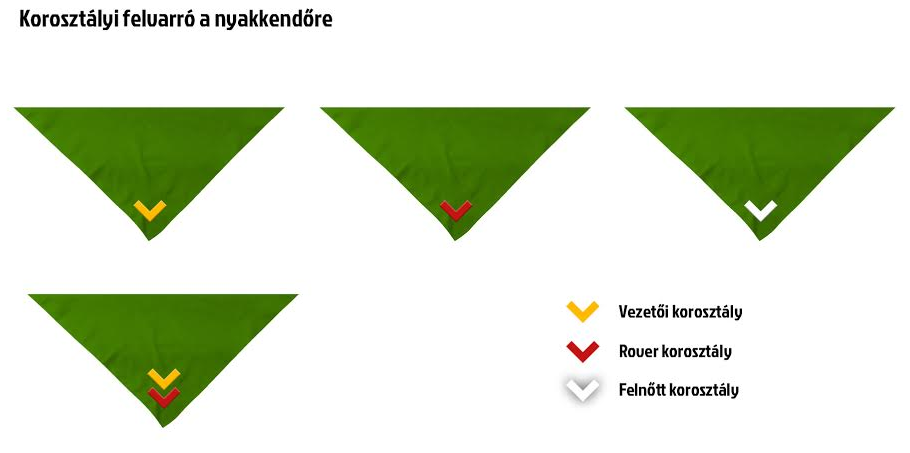 Korosztályi felvarró a nyakkendőre
Vezetői korosztály
Rover korosztály
Felnőtt korosztály